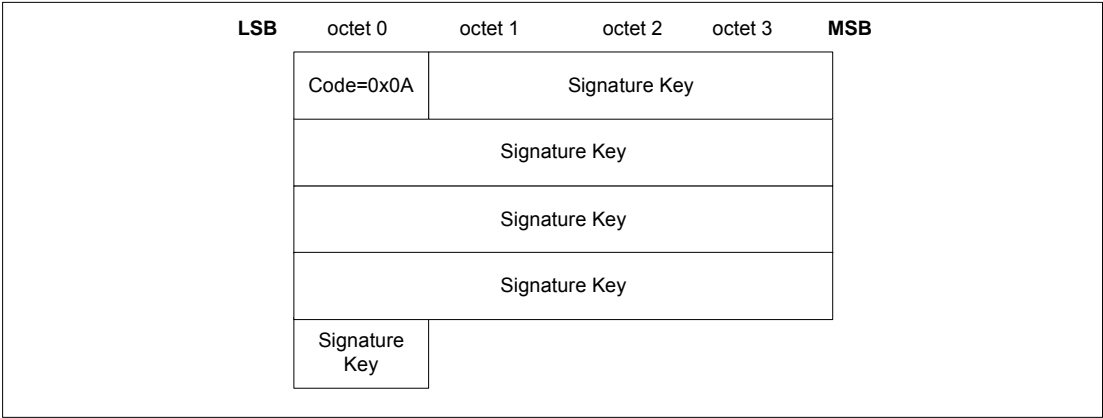 LSB octet 0 octet 1 octet 2 octet 3 MSB
Code=0x0A Signature Key
Signature Key
Signature Key
Signature Key
Signature
Key